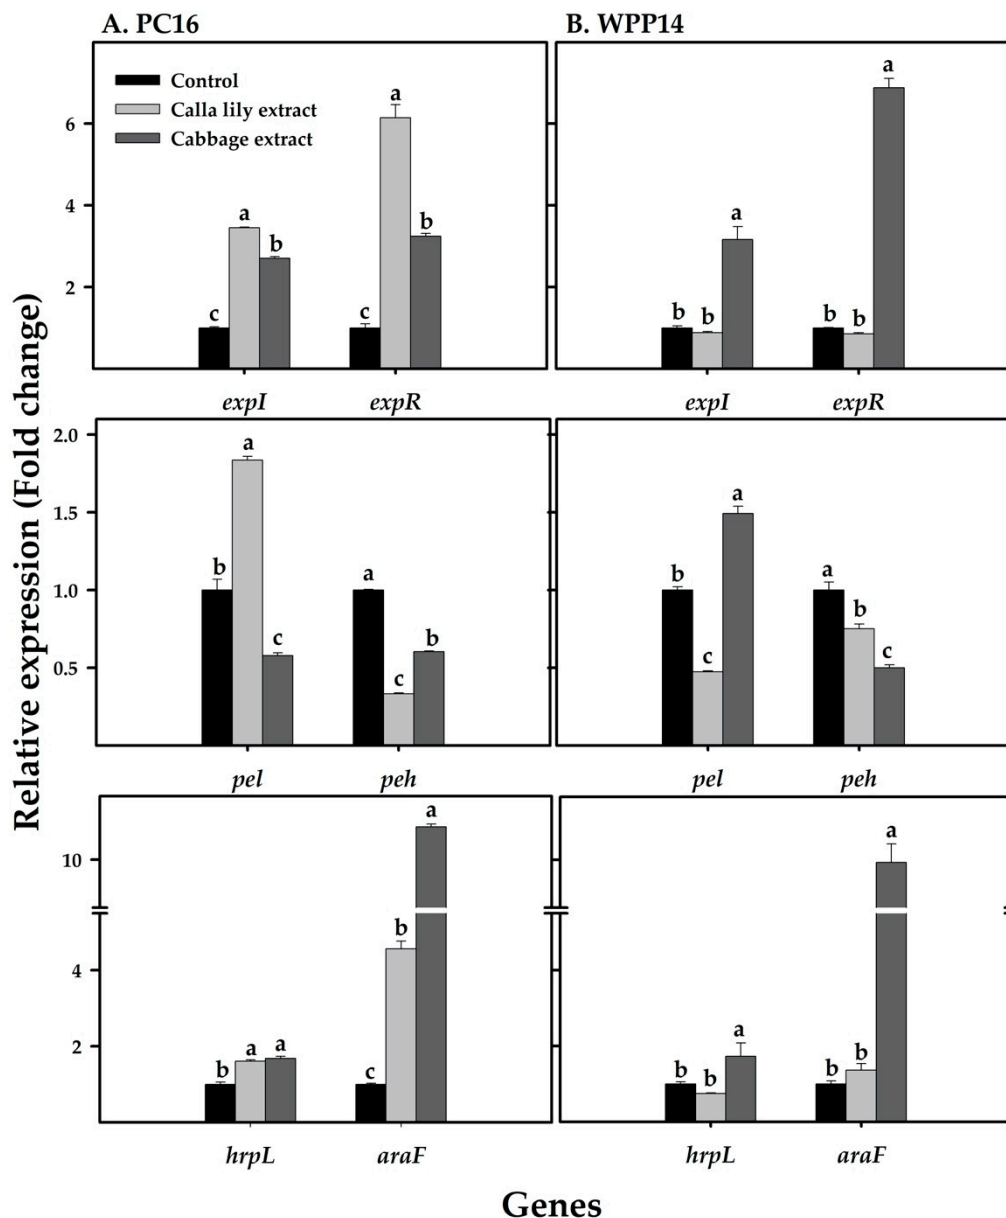 A. PC16
B. WPP14
Control
Calla lily extract
Cabbage extract
6
4
2
c
a
b
c
a
b
b
b
a
b
b
a
expI
expR
expI
expR
Relative expression (Fold change)
2.0
1.5
1.0
0.5
b
a
c
a
c
b
b
c
a
a
b
c
pel
peh
pel
peh
10
4
2
b
a
a
c
b
a
b
b
a
b
b
a
hrpL
araF
hrpL
araF
Genes